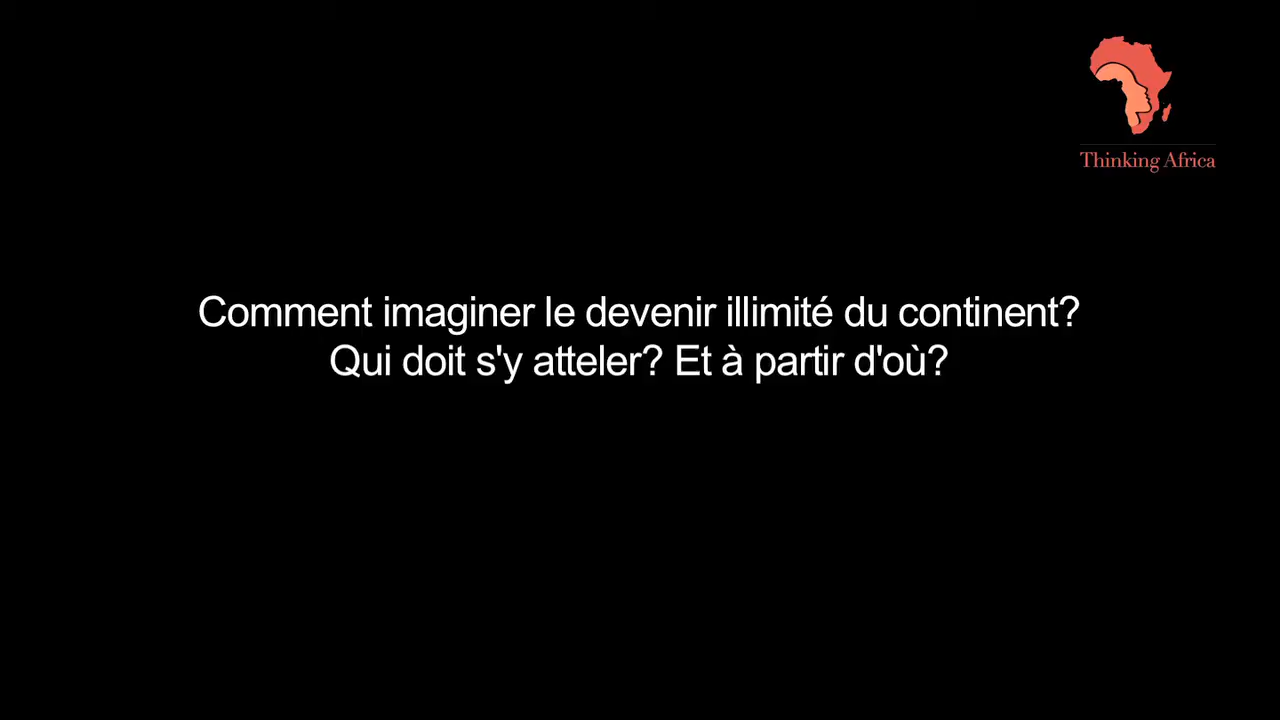 Thinking Africa
Comment imaginer le devenir illimité du continent?
Qui doit s'y atteler? Et à partir d'où?